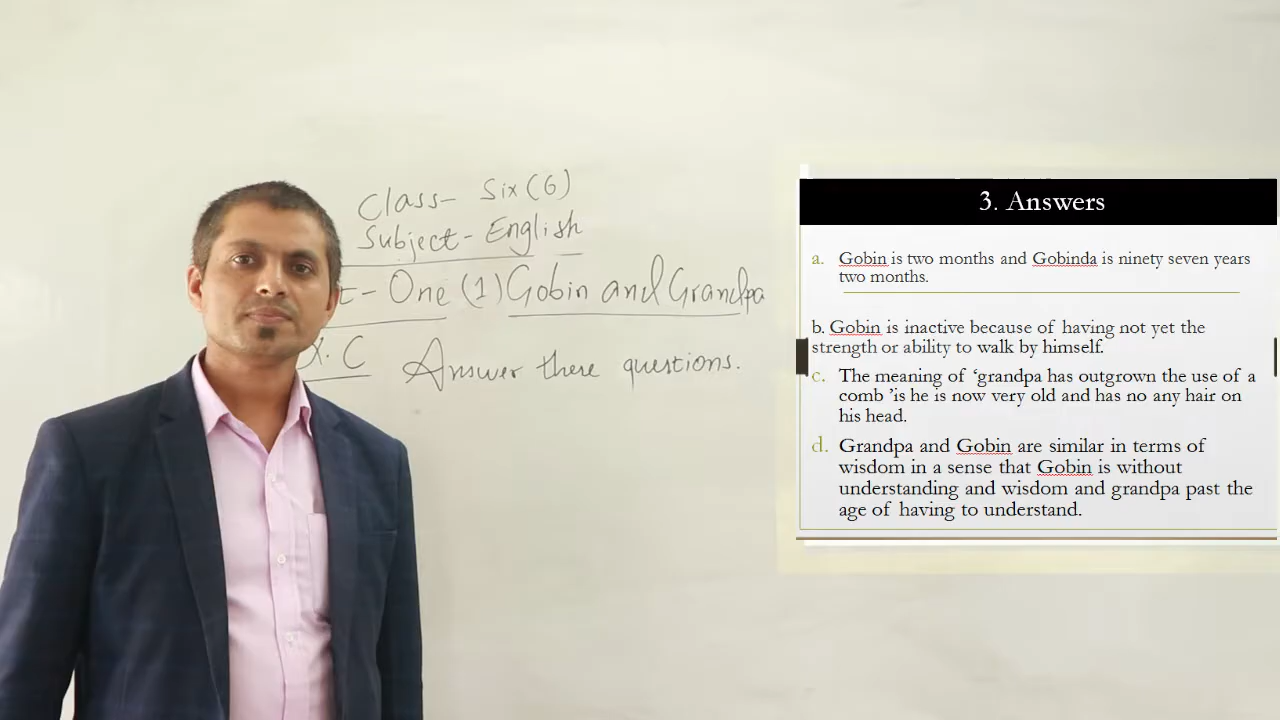 Class- Six (6)
Subject- English
t- One (1) Gobin and Grandpa
x. C Answer there questions.
3. Answers
a. Gobin is two months and Gobinda is ninety seven years
two months.
b. Gobin is inactive because of having not yet the
strength or ability to walk by himself.
c. The meaning of ‘grandpa has outgrown the use of a
comb ’is he is now very old and has no any hair on
his head.
d. Grandpa and Gobin are similar in terms of
wisdom in a sense that Gobin is without
understanding and wisdom and grandpa past the
age of having to understand.